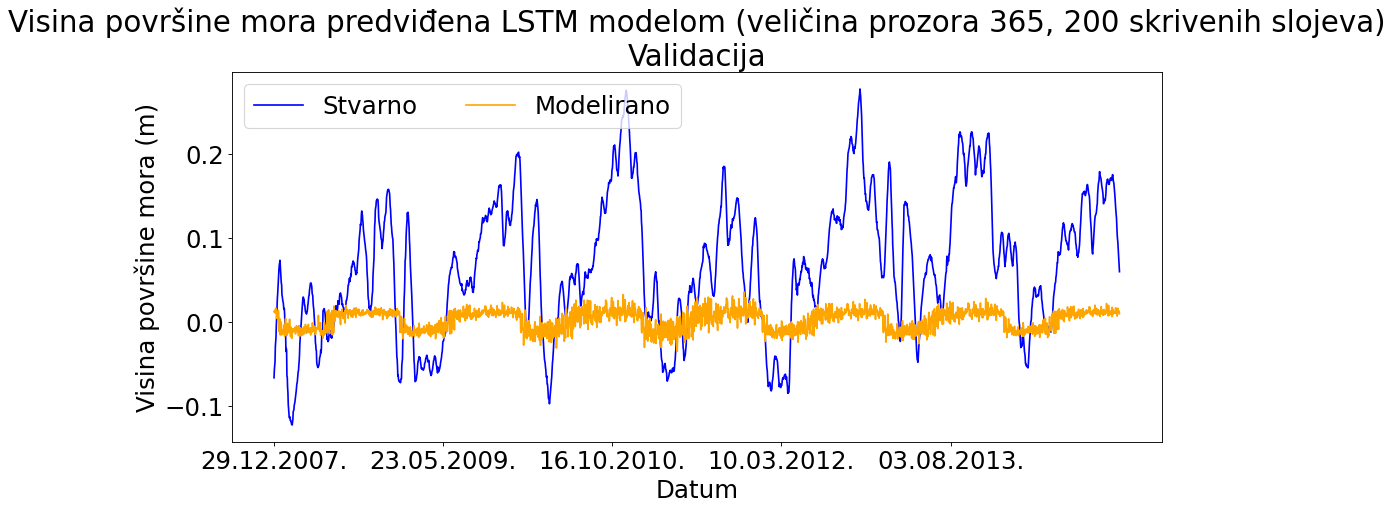 Visina površine mora predviđena LSTM modelom (veličina prozora 365, 200 skrivenih slojeva)
Validacija
Stvarno
Modelirano
Visina površine mora (m)
0.2
0.1
0.0
−0.1
29.12.2007.
23.05.2009.
16.10.2010.
10.03.2012.
03.08.2013.
Datum